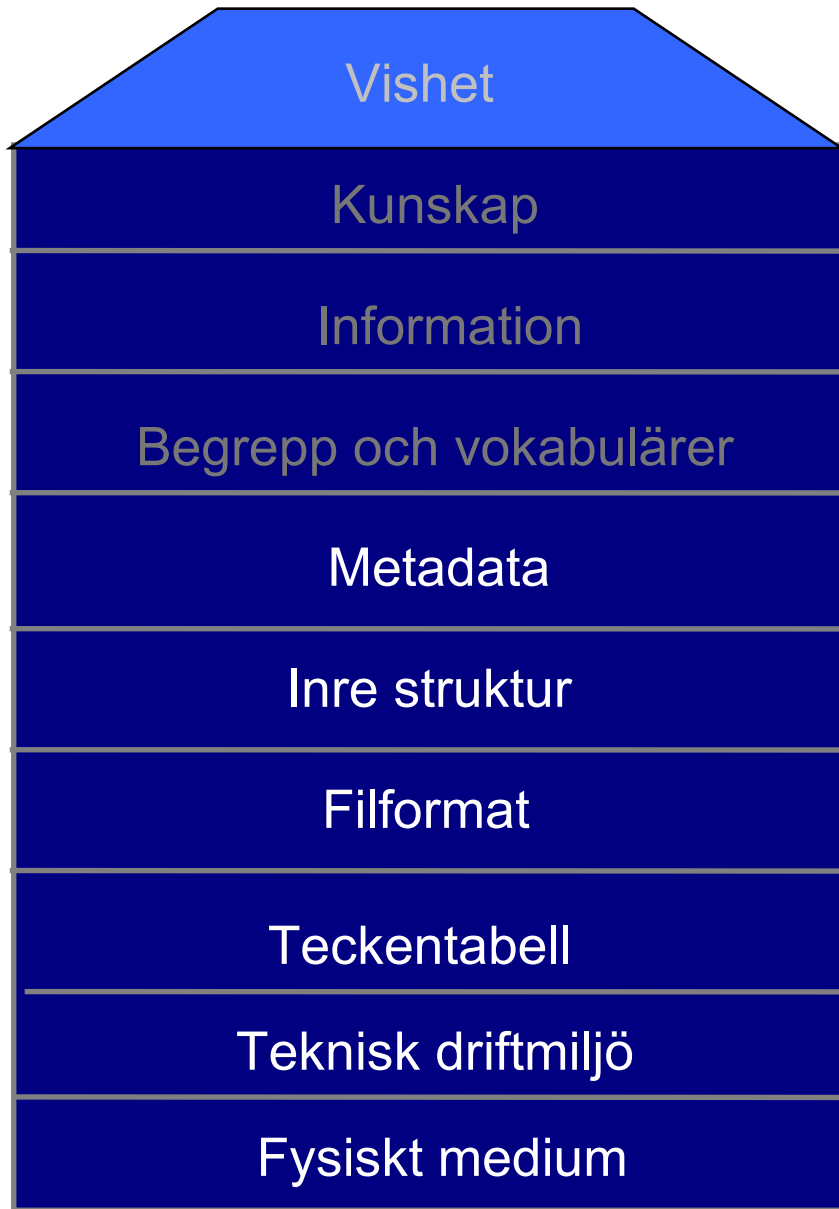 Vishet
Kunskap
Information
Begrepp och vokabulärer
Metadata
Inre struktur
Filformat
Teckentabell
Teknisk driftmiljö
Fysiskt medium